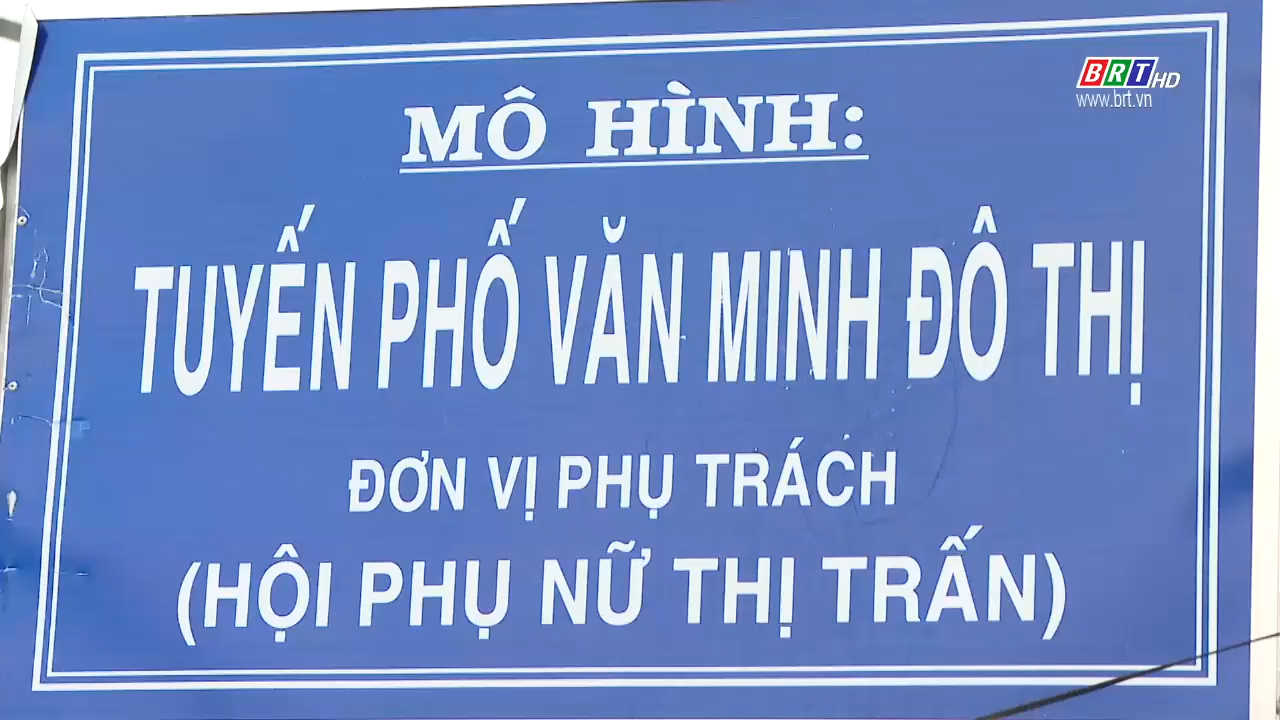 BRT HD
www.brt.vn
MÔ HÌNH:
TUYẾN PHỐ VĂN MINH ĐÔ THỊ
ĐƠN VỊ PHỤ TRÁCH
(HỘI PHỤ NỮ THỊ TRẤN)